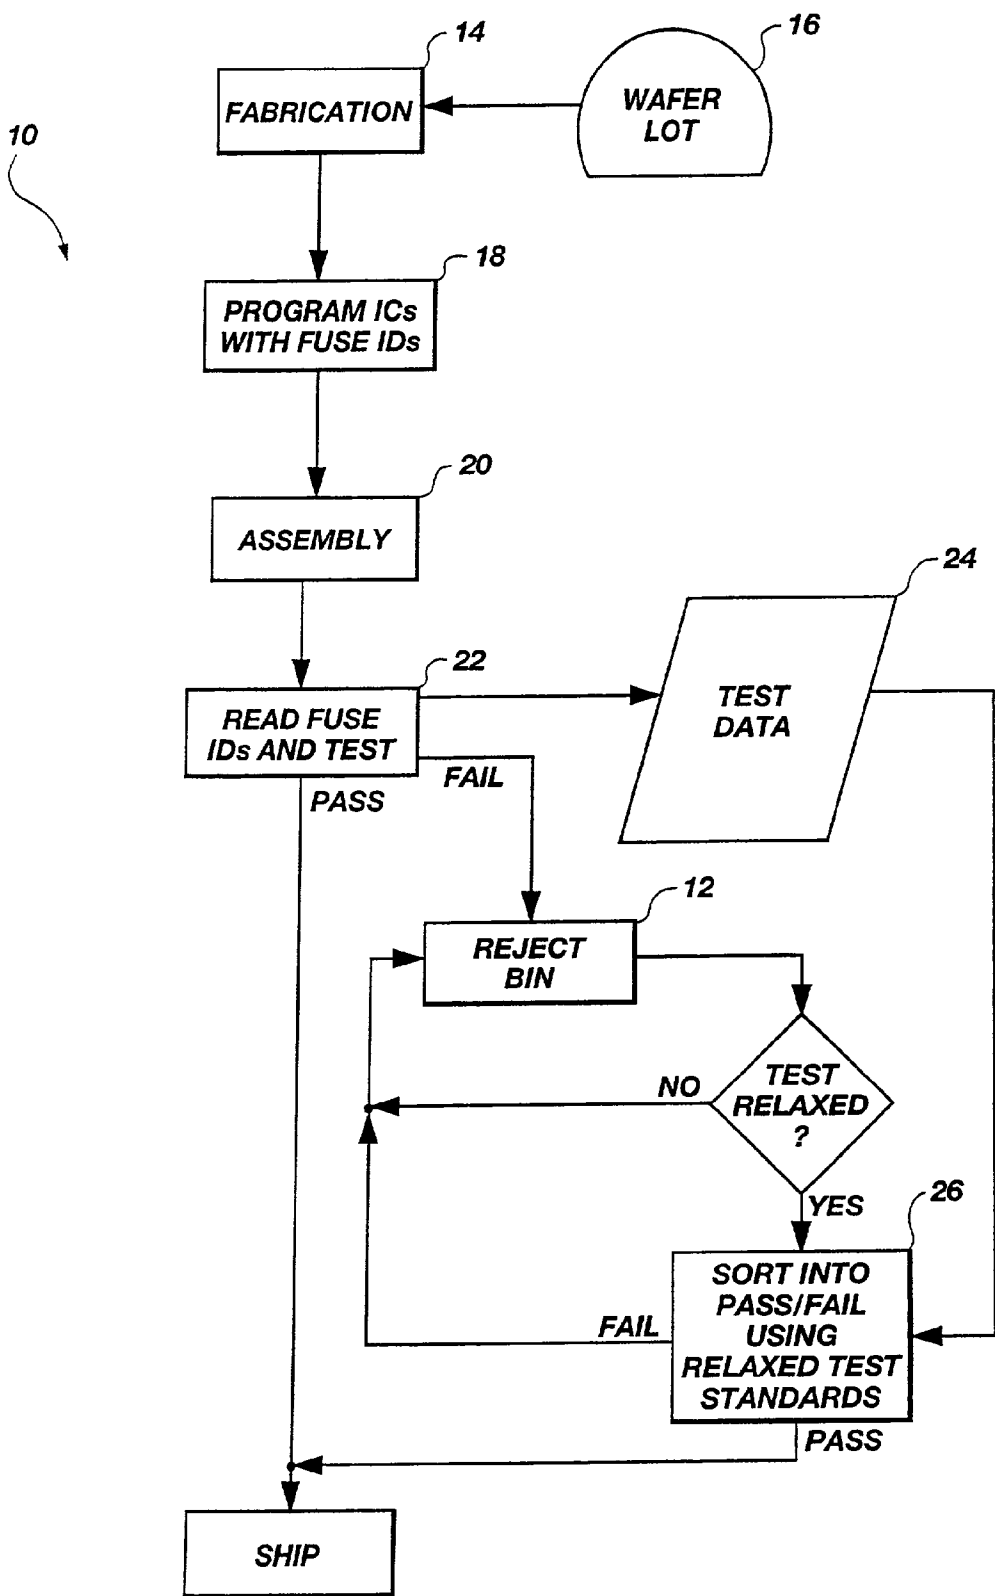 14
16
FABRICATION
WAFER
LOT
10
18
PROGRAM ICs
WITH FUSE IDs
20
ASSEMBLY
24
22
READ FUSE
IDs AND TEST
TEST
DATA
FAIL
PASS
12
REJECT
BIN
NO
TEST
RELAXED
?
YES
26
SORT INTO
PASS/FAIL
USING
RELAXED TEST
STANDARDS
FAIL
PASS
SHIP